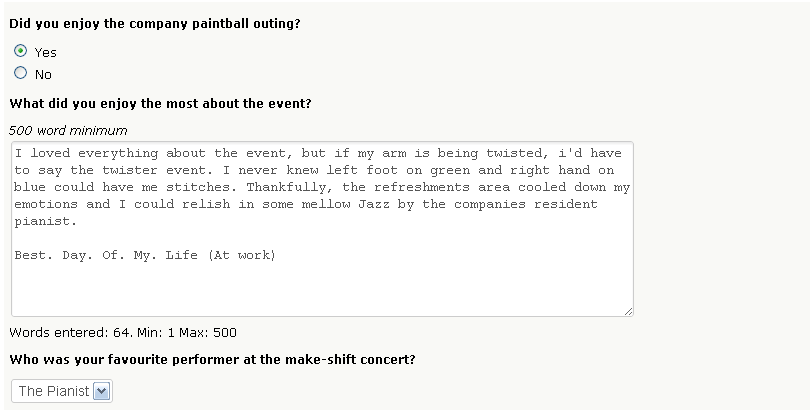 Did you enjoy the company paintball outing?
Yes
No
What did you enjoy the most about the event?
500 word minimum
I loved everything about the event, but if my arm is being twisted, i'd have
to say the twister event. I never knew left foot on green and right hand on
blue could have me stitches. Thankfully, the refreshments area cooled down my
emotions and I could relish in some mellow Jazz by the companies resident
pianist.
Best. Day. Of. My. Life (At work)
Words entered: 64. Min: 1 Max: 500
Who was your favourite performer at the make-shift concert?
The Pianist